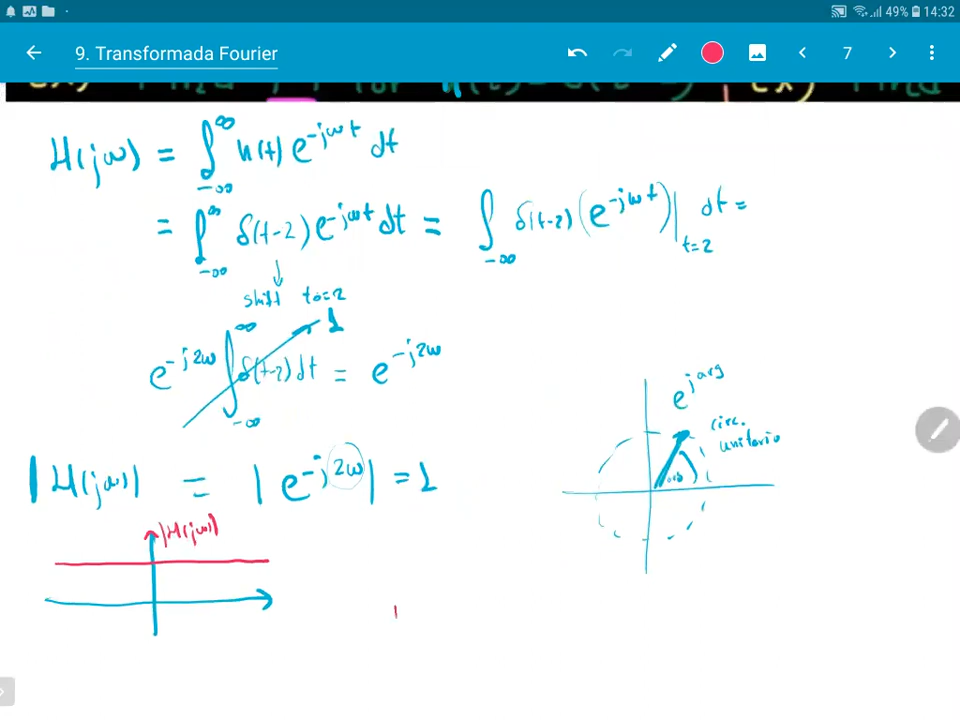 49% 14:32
9. Transformada Fourier
7
H(jω) = ∫_{-∞}^{∞} h(t) e^{-jωt} dt
= ∫_{-∞}^{∞} δ(t-2) e^{-jωt} dt = ∫_{-∞} δ(t-2) (e^{-jωt})|_{t=2} dt =
shift to=2
1
e^{-j2ω} ∫_{-∞}^{∞} δ(t-2) dt = e^{-j2ω}
e^{j arg}
circ.
unitario
|H(jω)| = |e^{-j2ω}| = 1
|H(jω)|